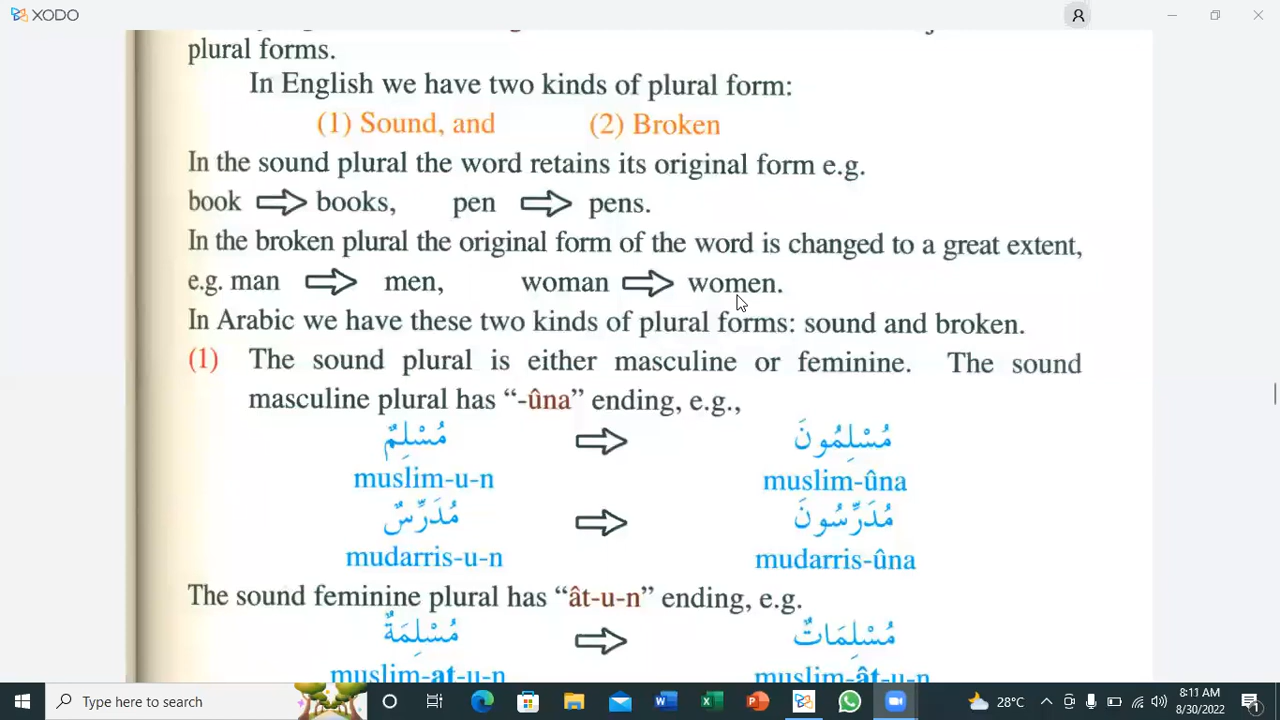 XODO
plural forms.
In English we have two kinds of plural form:
(1) Sound, and (2) Broken
In the sound plural the word retains its original form e.g.
book ⇨ books, pen ⇨ pens.
In the broken plural the original form of the word is changed to a great extent,
e.g. man ⇨ men, woman ⇨ women.
In Arabic we have these two kinds of plural forms: sound and broken.
(1) The sound plural is either masculine or feminine. The sound
masculine plural has “-ûna” ending, e.g.,
مُسْلِمٌ ⇨ مُسْلِمُونَ
muslim-u-n muslim-ûna
مُدَرِّسٌ ⇨ مُدَرِّسُونَ
mudarris-u-n mudarris-ûna
The sound feminine plural has “ât-u-n” ending, e.g.
مُسْلِمَةٌ ⇨ مُسْلِمَاتٌ
muslim-at-u-n muslim-ât-u-n
Type here to search
28°C
8:11 AM
8/30/2022